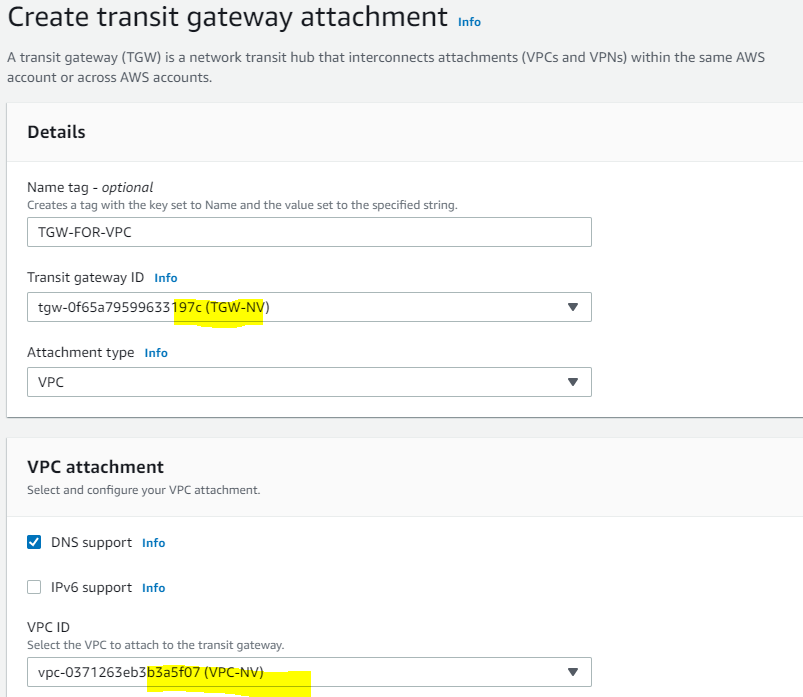 Create transit gateway attachment Info
A transit gateway (TGW) is a network transit hub that interconnects attachments (VPCs and VPNs) within the same AWS
account or across AWS accounts.
Details
Name tag - optional
Creates a tag with the key set to Name and the value set to the specified string.
TGW-FOR-VPC
Transit gateway ID Info
tgw-0f65a79599633197c (TGW-NV)
Attachment type Info
VPC
VPC attachment
Select and configure your VPC attachment.
DNS support Info
IPv6 support Info
VPC ID
Select the VPC to attach to the transit gateway.
vpc-0371263eb3b3a5f07 (VPC-NV)